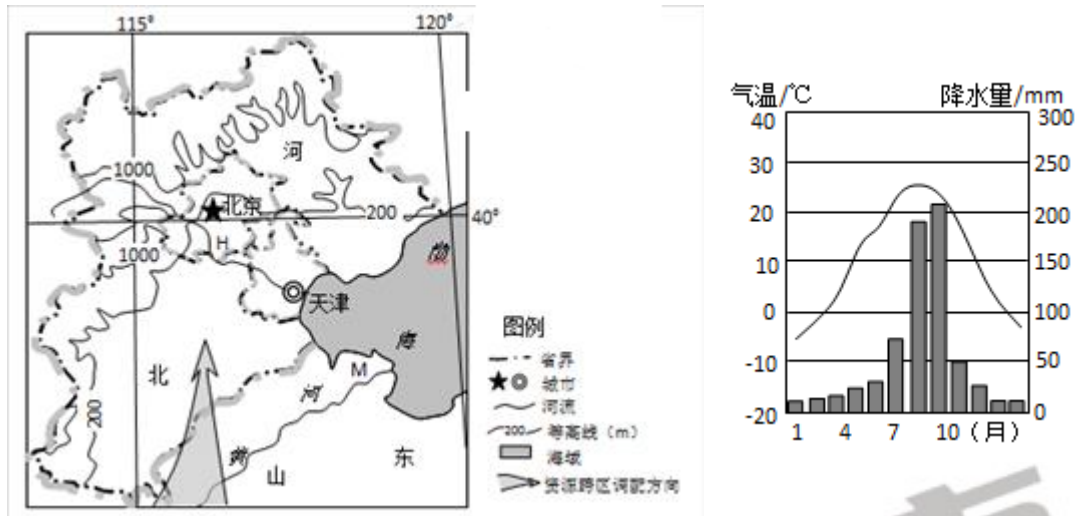 115°
120°
1000
河
北京
200
40°
H
1000
渤
天津
海
M
北
河
200
黄
山
东
图例
省界
城市
河流
200 等高线（m）
海域
资源跨区调配方向
气温/℃ 降水量/mm
40 300
30 250
20 200
10 150
0 100
-10 50
-20 0
1 4 7 10（月）